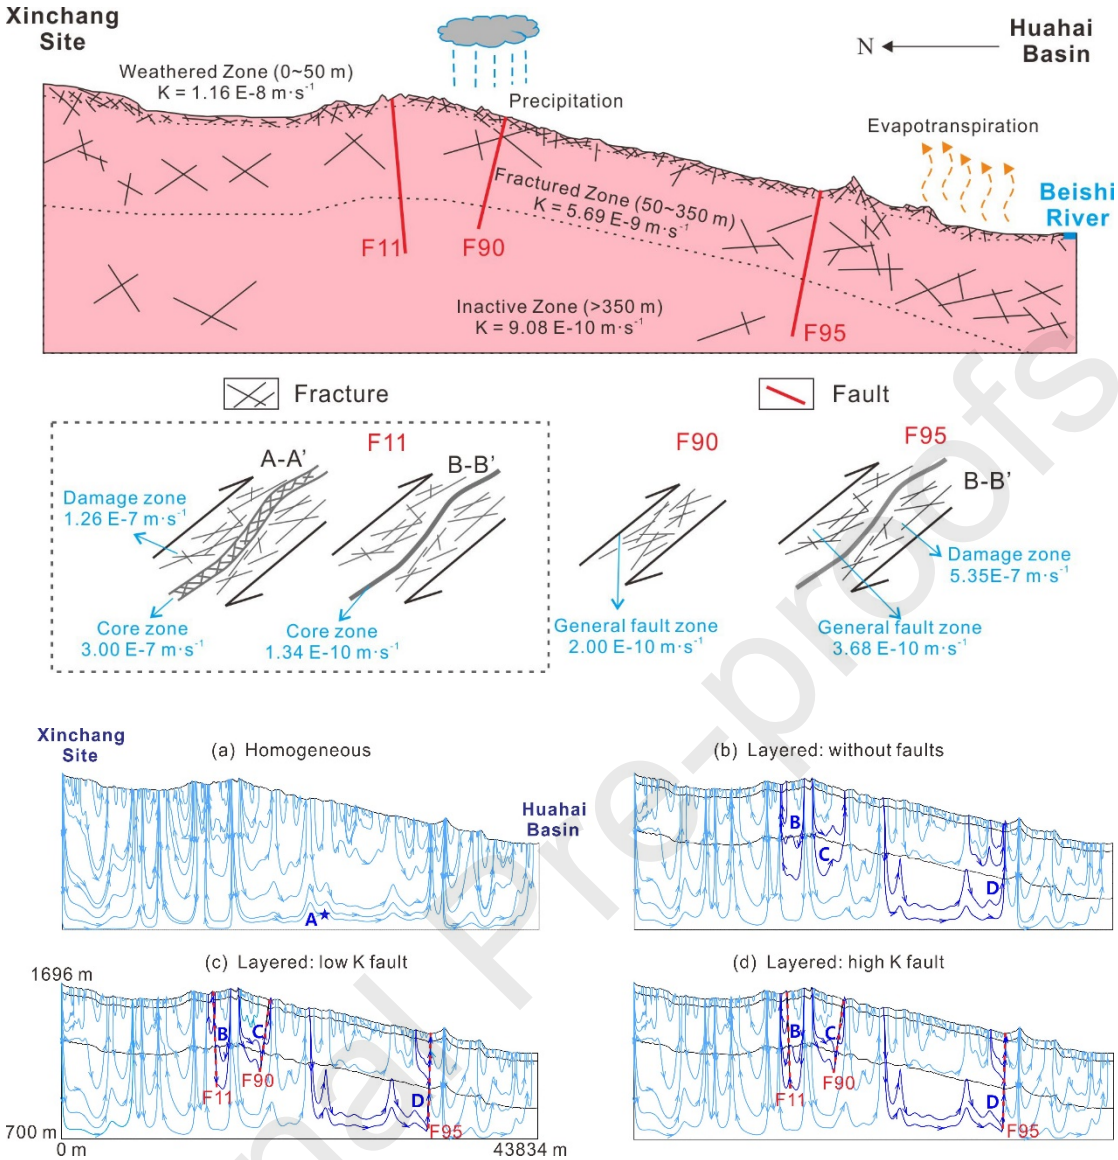 Xinchang
Site
Huahai
Basin
N
Weathered Zone (0~50 m)
K = 1.16 E-8 m·s⁻¹
Precipitation
Evapotranspiration
Beishi
River
Fractured Zone (50~350 m)
K = 5.69 E-9 m·s⁻¹
F11
F90
Inactive Zone (>350 m)
K = 9.08 E-10 m·s⁻¹
F95
Fracture
Fault
F11
A-A’
B-B’
Damage zone
1.26 E-7 m·s⁻¹
Core zone
3.00 E-7 m·s⁻¹
Core zone
1.34 E-10 m·s⁻¹
F90
General fault zone
2.00 E-10 m·s⁻¹
F95
B-B’
Damage zone
5.35E-7 m·s⁻¹
General fault zone
3.68 E-10 m·s⁻¹
Xinchang
Site
(a) Homogeneous
Huahai
Basin
A★
(b) Layered: without faults
B
C
D
(c) Layered: low K fault
1696 m
B
C
F11
F90
D
F95
700 m
0 m
43834 m
(d) Layered: high K fault
B
C
F11
F90
D
F95
nal Pre-proofs